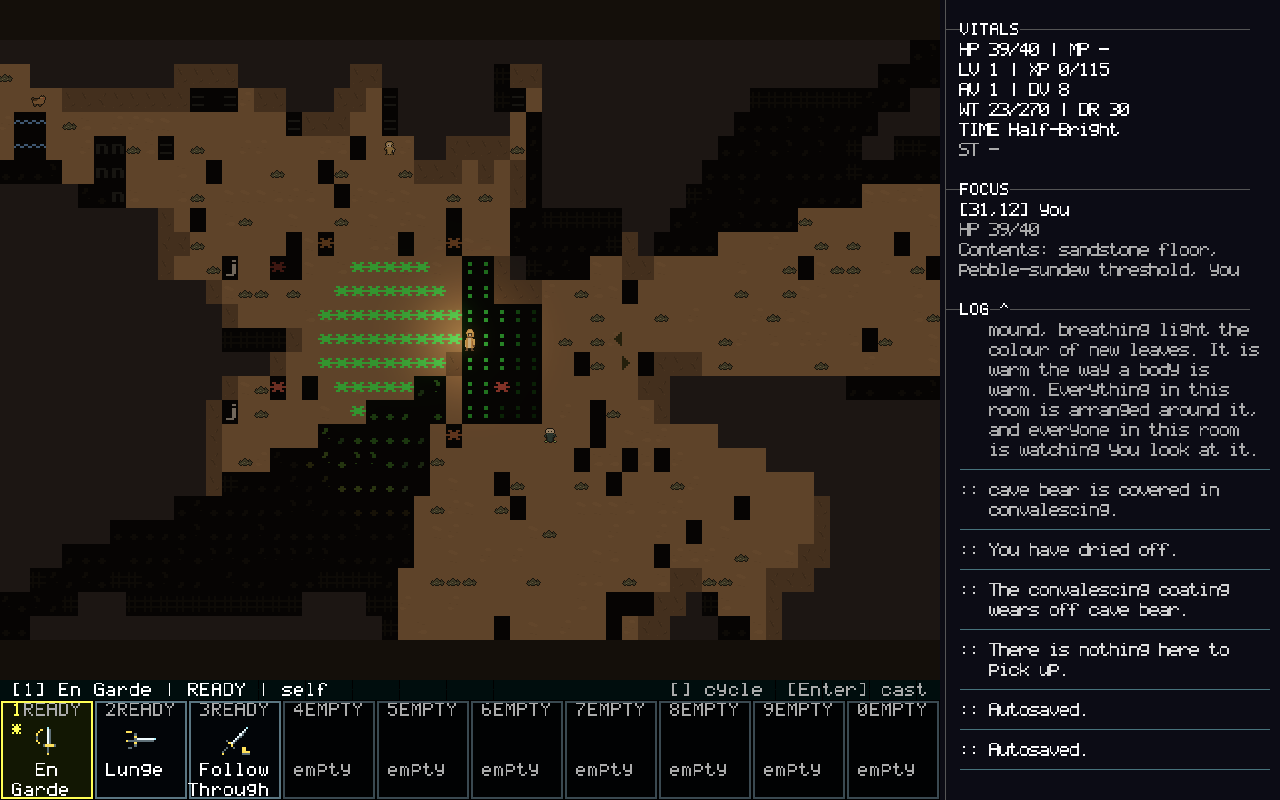 VITALS
HP 39/40 | MP -
LV 1 | XP 0/115
AV 1 | DV 8
WT 23/270 | DR 30
TIME Half-Bright
ST -
FOCUS
[31,12] You
HP 39/40
Contents: sandstone floor,
Pebble-sundew threshold, You
LOG ^
mound, breathing light the
colour of new leaves. It is
warm the way a body is
warm. Everything in this
room is arranged around it,
and everyone in this room
is watching you look at it.
:: cave bear is covered in
convalescing.
:: You have dried off.
:: The convalescing coating
wears off cave bear.
:: There is nothing here to
Pick up.
:: Autosaved.
:: Autosaved.
j
j
[1] En Garde | READY | self
[] cycle [Enter] cast
1READY 2READY 3READY 4EMPTY 5EMPTY 6EMPTY 7EMPTY 8EMPTY 9EMPTY 0EMPTY
*
En Garde
Lunge
Follow Through
empty empty empty empty empty empty empty